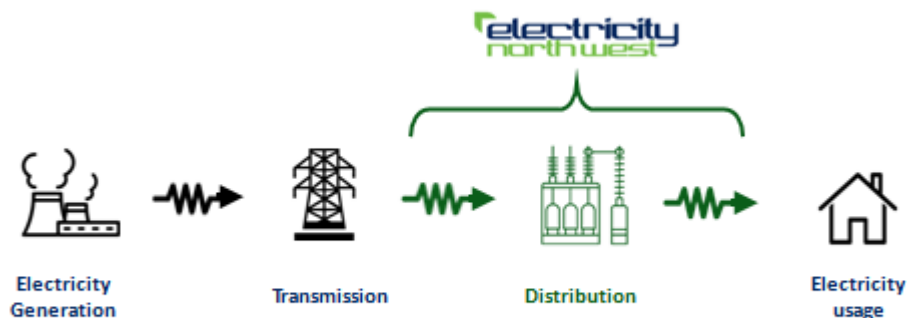 electricity
north west
Electricity
Generation
Transmission
Distribution
Electricity
usage